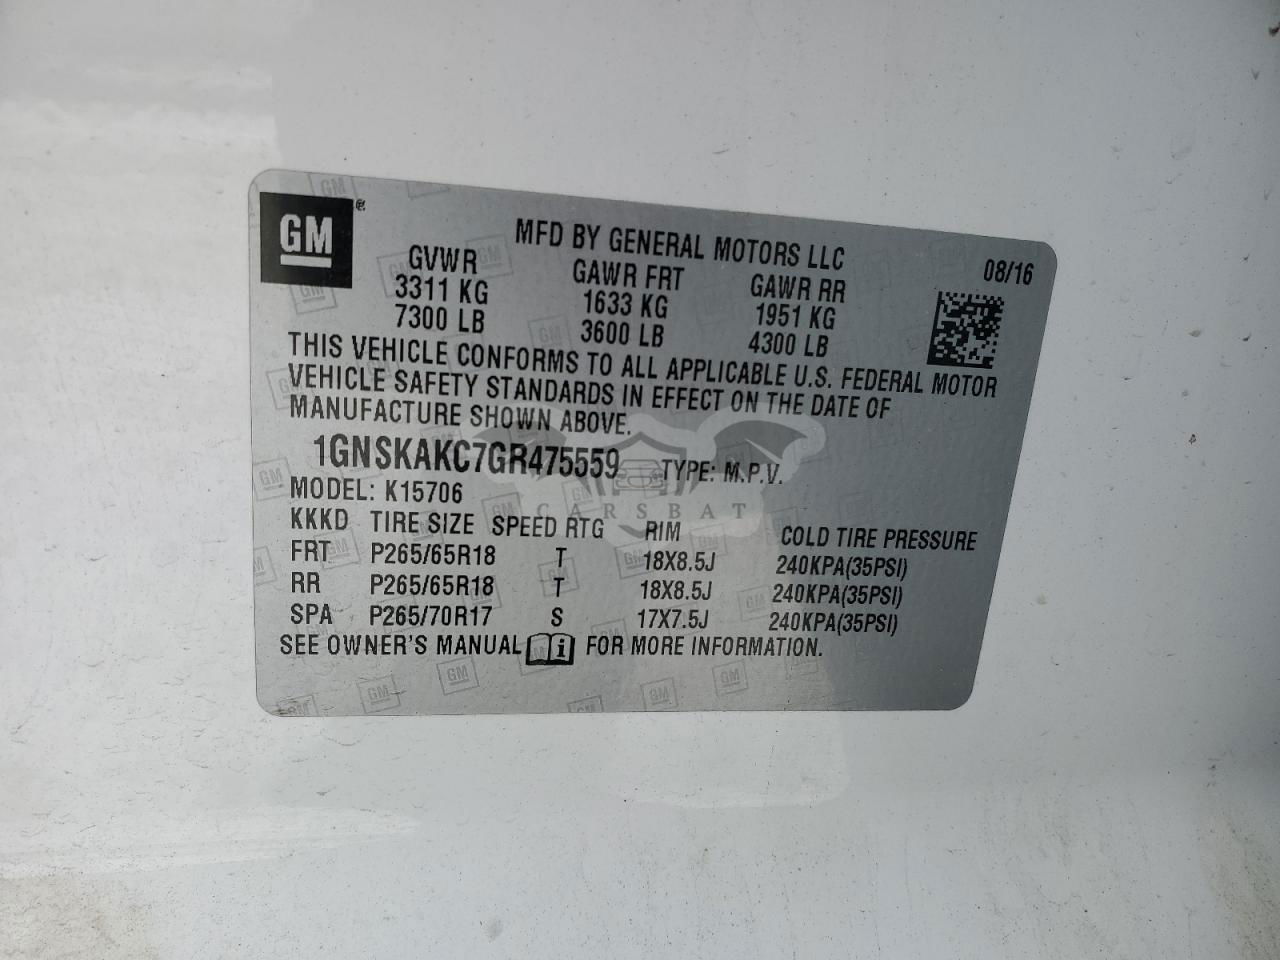 GM
MFD BY GENERAL MOTORS LLC
08/16
GVWR GAWR FRT GAWR RR
3311 KG 1633 KG 1951 KG
7300 LB 3600 LB 4300 LB
THIS VEHICLE CONFORMS TO ALL APPLICABLE U.S. FEDERAL MOTOR
VEHICLE SAFETY STANDARDS IN EFFECT ON THE DATE OF
MANUFACTURE SHOWN ABOVE.
1GNSKAKC7GR475559 TYPE: M.P.V.
MODEL: K15706
CARSBAT
KKKD TIRE SIZE SPEED RTG RIM COLD TIRE PRESSURE
FRT P265/65R18 T 18X8.5J 240KPA(35PSI)
RR P265/65R18 T 18X8.5J 240KPA(35PSI)
SPA P265/70R17 S 17X7.5J 240KPA(35PSI)
SEE OWNER'S MANUAL i FOR MORE INFORMATION.